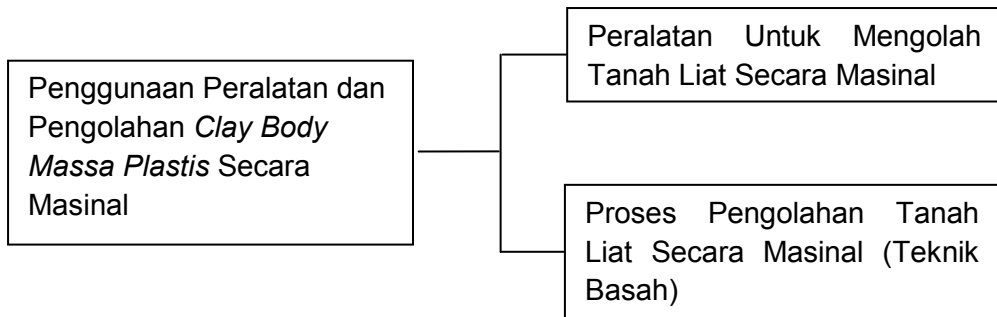 Penggunaan Peralatan dan
Pengolahan Clay Body
Massa Plastis Secara
Masinal
Peralatan Untuk Mengolah
Tanah Liat Secara Masinal
Proses Pengolahan Tanah
Liat Secara Masinal (Teknik
Basah)